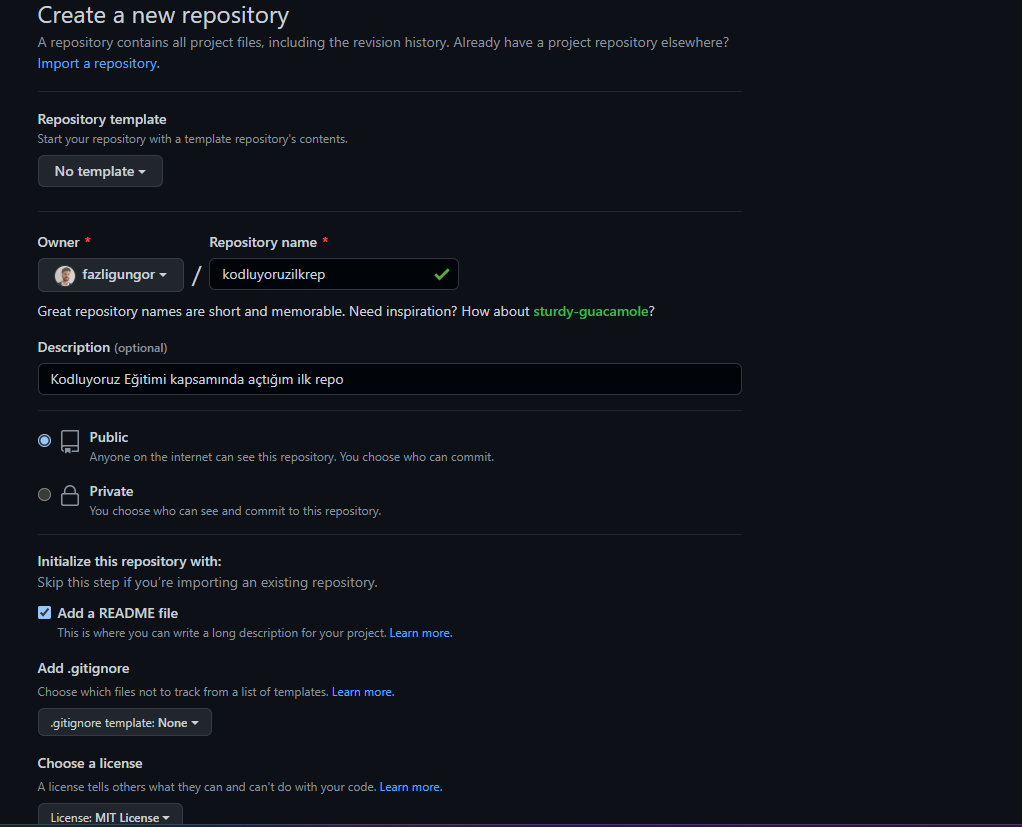 Create a new repository
A repository contains all project files, including the revision history. Already have a project repository elsewhere?
Import a repository.
Repository template
Start your repository with a template repository's contents.
No template
Owner * Repository name *
fazligungor / kodluyoruzilkrep
Great repository names are short and memorable. Need inspiration? How about sturdy-guacamole?
Description (optional)
Kodluyoruz Eğitimi kapsamında açtığım ilk repo
Public
Anyone on the internet can see this repository. You choose who can commit.
Private
You choose who can see and commit to this repository.
Initialize this repository with:
Skip this step if you're importing an existing repository.
Add a README file
This is where you can write a long description for your project. Learn more.
Add .gitignore
Choose which files not to track from a list of templates. Learn more.
.gitignore template: None
Choose a license
A license tells others what they can and can't do with your code. Learn more.
License: MIT License